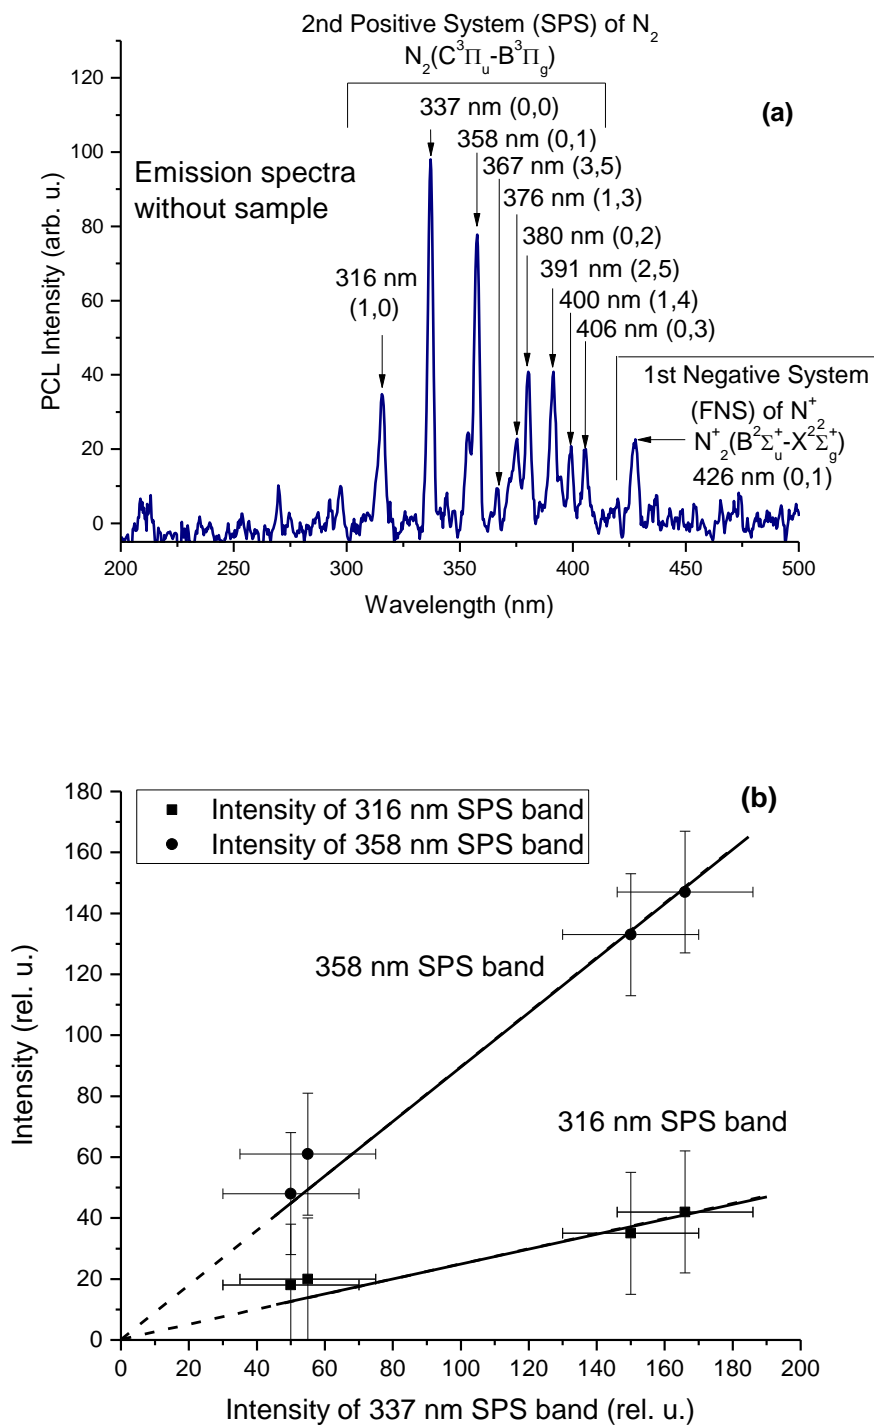 2nd Positive System (SPS) of N₂
N₂(C³Πᵤ-B³Π_g)
(a)
337 nm (0,0)
358 nm (0,1)
367 nm (3,5)
376 nm (1,3)
380 nm (0,2)
391 nm (2,5)
400 nm (1,4)
406 nm (0,3)
Emission spectra
without sample
316 nm
(1,0)
1st Negative System
(FNS) of N₂⁺
N⁺₂(B²Σᵤ⁺-X²Σ_g⁺)
426 nm (0,1)
PCL Intensity (arb. u.)
120
100
80
60
40
20
0
200 250 300 350 400 450 500
Wavelength (nm)
(b)
Intensity of 316 nm SPS band
Intensity of 358 nm SPS band
358 nm SPS band
316 nm SPS band
Intensity (rel. u.)
180
160
140
120
100
80
60
40
20
0
0 20 40 60 80 100 120 140 160 180 200
Intensity of 337 nm SPS band (rel. u.)